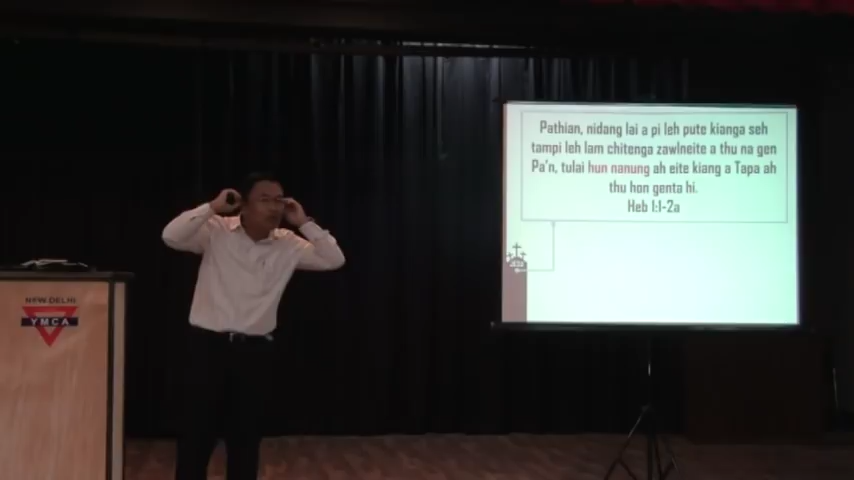 Pathian, nidang lai a pi leh pute kianga seh
tampi leh lam chitenga zawlneite a thu na gen
Pa'n, tulai hun nanung ah eite kiang a Tapa ah
thu hon genta hi.
Heb 1:1-2a
NEW DELHI
YMCA